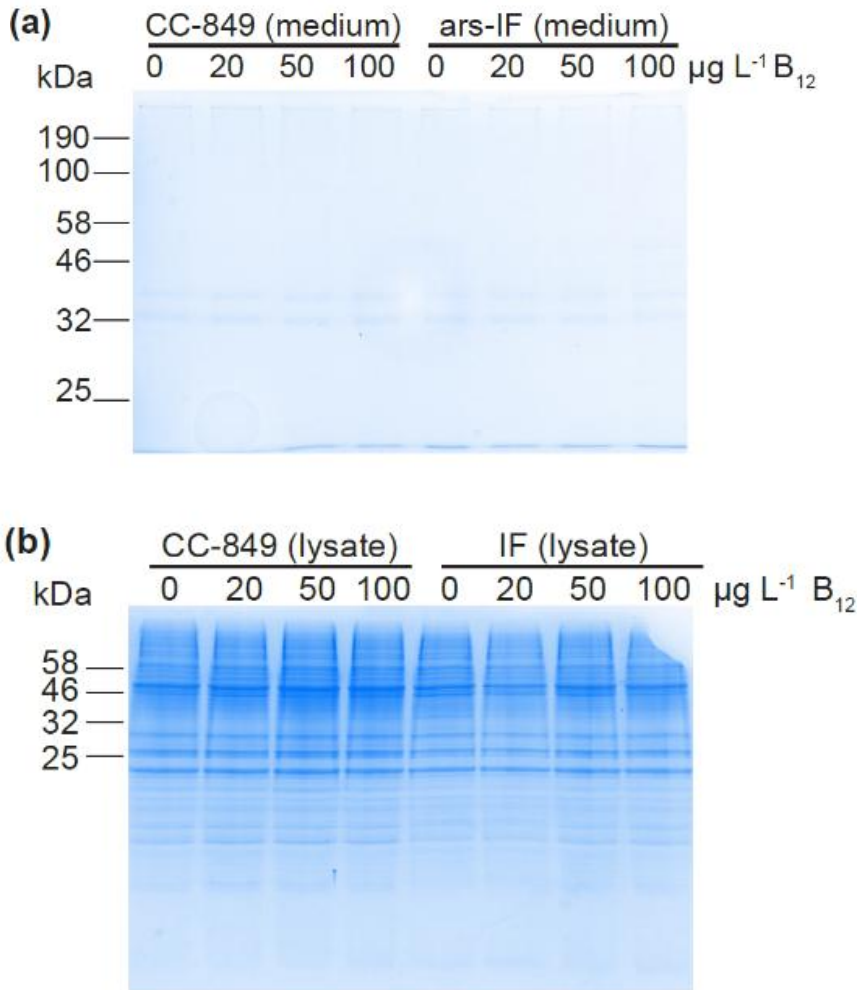 (a) CC-849 (medium) ars-IF (medium)
kDa 0 20 50 100 0 20 50 100 µg L⁻¹ B₁₂
190
100
58
46
32
25
(b) CC-849 (lysate) IF (lysate)
kDa 0 20 50 100 0 20 50 100 µg L⁻¹ B₁₂
58
46
32
25